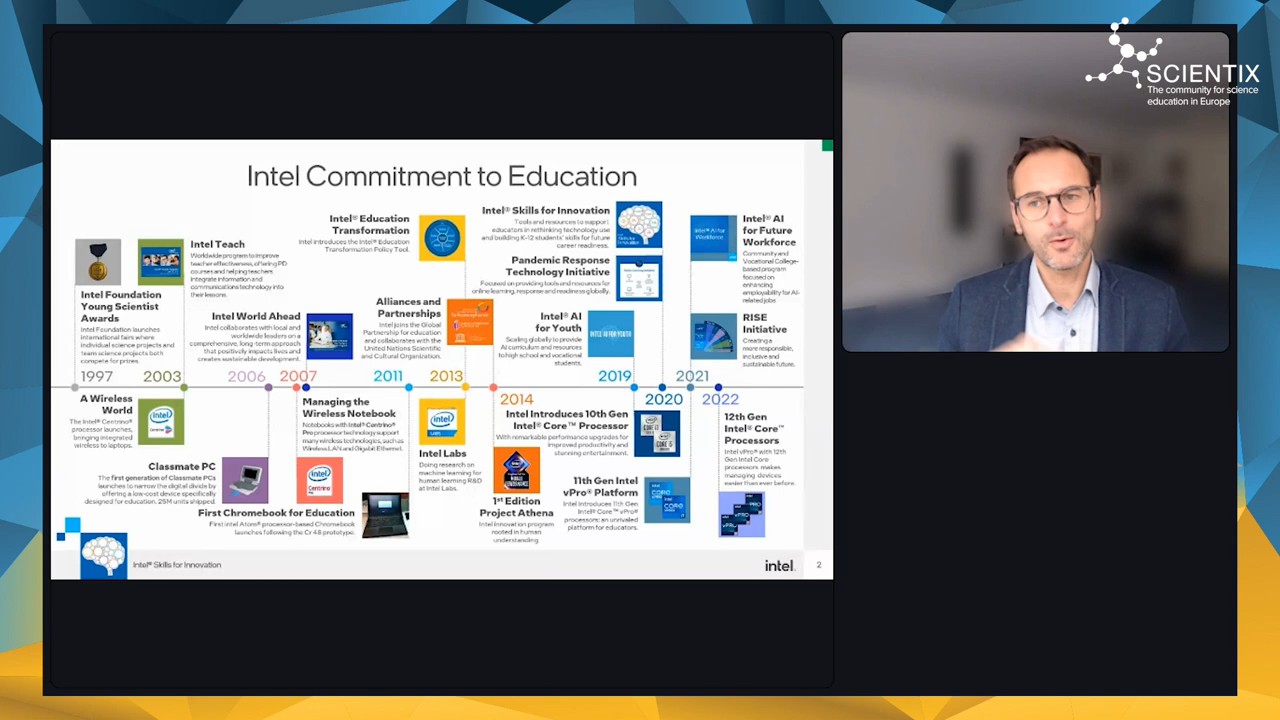 SCIENTIX
The community for science
education in Europe
Intel Commitment to Education
Intel Foundation
Young Scientist
Awards
Intel Foundation launches
international fairs where
individual science projects and
team science projects both
compete for prizes.
Intel Teach
Worldwide program to improve
teacher effectiveness, offering PD
courses and helping teachers
integrate information and
communications technology into
their lessons.
Intel World Ahead
Intel collaborates with local and
worldwide leaders on a
comprehensive, long-term approach
that positively impacts lives and
creates sustainable development.
Intel® Education
Transformation
Intel introduces the Intel® Education
Transformation Policy Tool.
Alliances and
Partnerships
Intel joins the Global
Partnership for education
and collaborates with the
United Nations Scientific
and Cultural Organization.
Intel® Skills for Innovation
Tools and resources to support
educators in rethinking technology use
and building K-12 students' skills for future
career readiness.
Pandemic Response
Technology Initiative
Focused on providing tools and resources for
online learning, response and readiness globally.
Intel® AI
for Youth
Scaling globally to provide
AI curriculum and resources
to high school and vocational
students.
INTEL AI FOR YOUTH
Intel AI for
Workforce
Intel® AI
for Future
Workforce
Community and
Vocational College-
based program
focused on
enhancing
employability for AI-
related jobs
RISE
Initiative
Creating a
more responsible,
inclusive and
sustainable future.
1997 2003 2006 2007 2011 2013 2019 2021
2014 2020 2022
A Wireless
World
The Intel® Centrino®
processor launches,
bringing integrated
wireless to laptops.
intel
Centrino
Classmate PC
The first generation of Classmate PCs
launches to narrow the digital divide by
offering a low-cost device specifically
designed for education. 25M units shipped.
Managing the
Wireless Notebook
Notebooks with Intel® Centrino®
Pro processor technology support
many wireless technologies, such as
Wireless LAN and Gigabit Ethernet.
intel
Centrino
First Chromebook for Education
First Intel Atom® processor-based Chromebook
launches following the Cr 48 prototype.
intel
LABS
Intel Labs
Doing research on
machine learning for
human learning R&D
at Intel Labs.
1st Edition
Project Athena
Intel innovation program
rooted in human
understanding.
Intel Introduces 10th Gen
Intel® Core™ Processor
With remarkable performance upgrades for
improved productivity and
stunning entertainment.
11th Gen Intel
vPro® Platform
Intel introduces 11th Gen
Intel® Core™ vPro®
processors: an unrivaled
platform for educators.
12th Gen
Intel® Core™
Processors
Intel vPro® with 12th
Gen Intel Core
processors makes
managing devices
easier than ever before.
Intel® Skills for Innovation
intel.
2